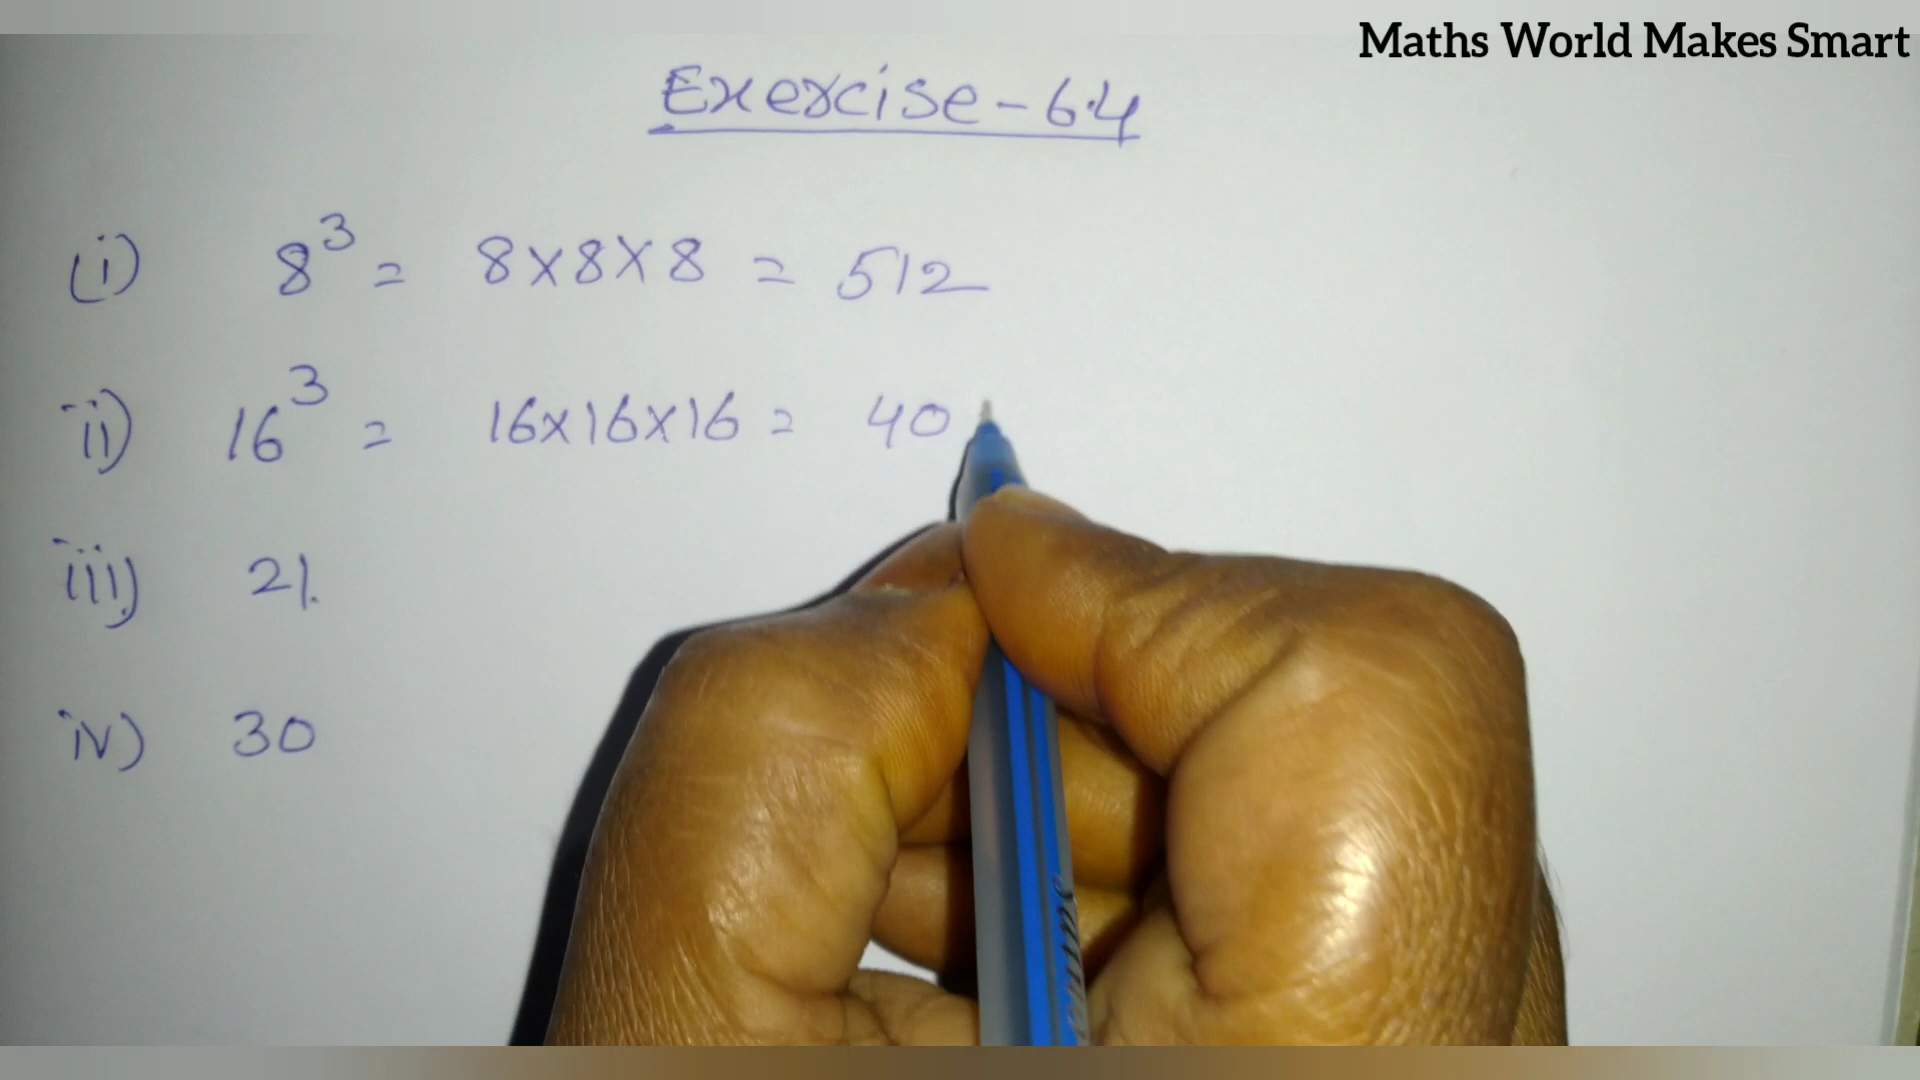 Maths World Makes Smart
Exercise-6.4
(i) 8³ = 8×8×8 = 512
ii) 16³ = 16×16×16 = 40
iii) 21.
iv) 30